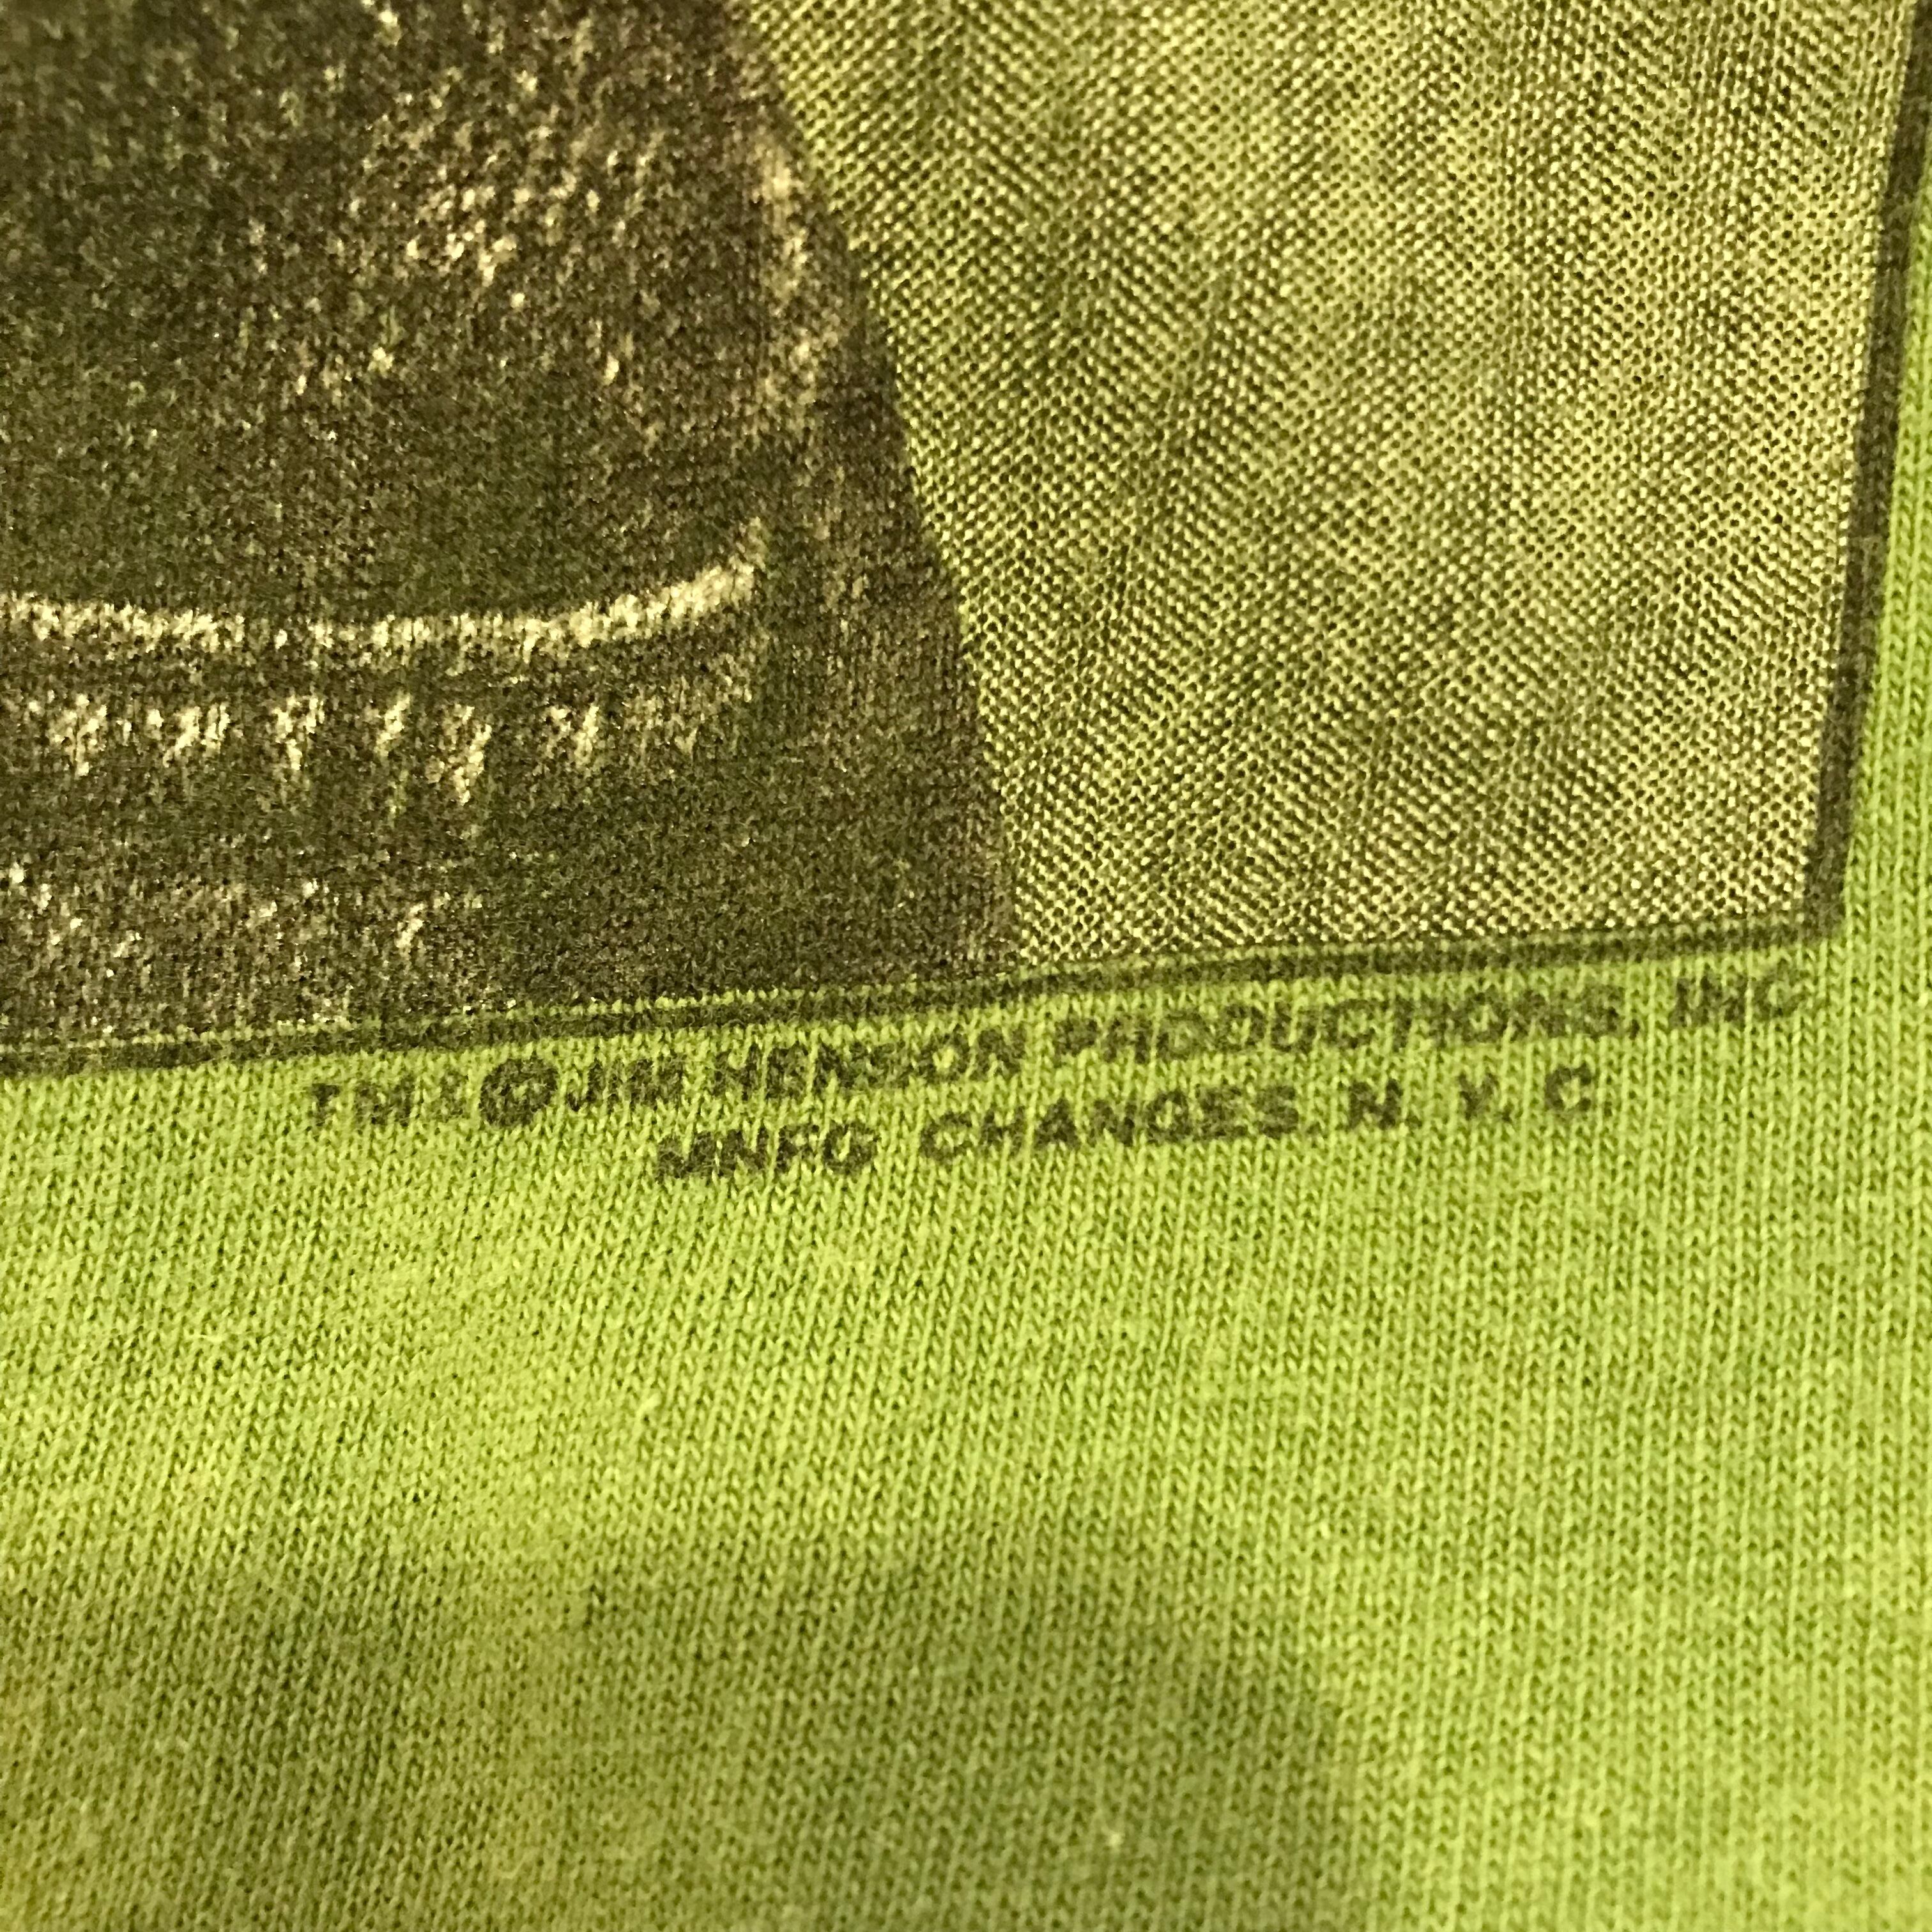 TM & © JIM HENSON PRODUCTIONS, INC
MNFG CHANGES N. Y. C.